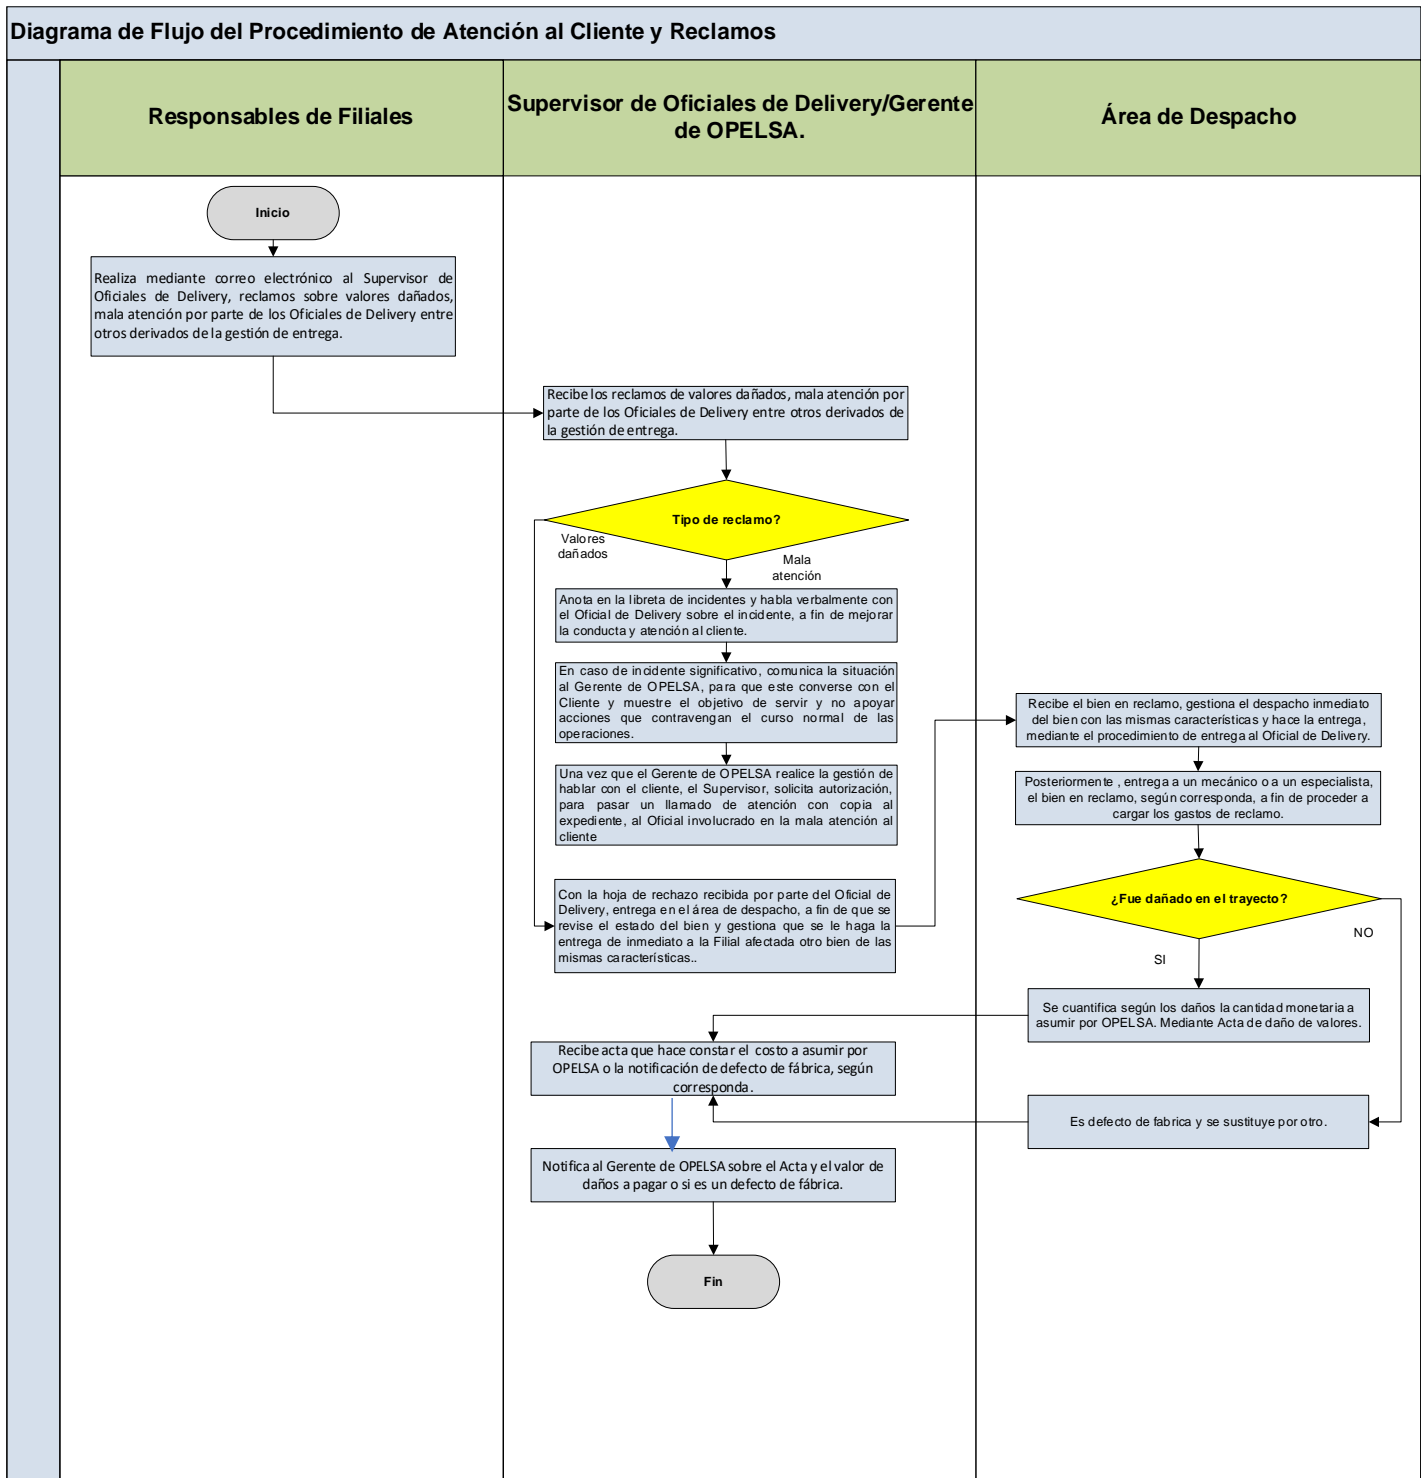 Diagrama de Flujo del Procedimiento de Atención al Cliente y Reclamos
Responsables de Filiales
Supervisor de Oficiales de Delivery/Gerente
de OPELSA.
Área de Despacho
Inicio
Realiza mediante correo electrónico al Supervisor de
Oficiales de Delivery, reclamos sobre valores dañados,
mala atención por parte de los Oficiales de Delivery entre
otros derivados de la gestión de entrega.
Recibe los reclamos de valores dañados, mala atención por
parte de los Oficiales de Delivery entre otros derivados de
la gestión de entrega.
Tipo de reclamo?
Valores
dañados
Mala
atención
Anota en la libreta de incidentes y habla verbalmente con
el Oficial de Delivery sobre el incidente, a fin de mejorar
la conducta y atención al cliente.
En caso de incidente significativo, comunica la situación
al Gerente de OPELSA, para que este converse con el
Cliente y muestre el objetivo de servir y no apoyar
acciones que contravengan el curso normal de las
operaciones.
Una vez que el Gerente de OPELSA realice la gestión de
hablar con el cliente, el Supervisor, solicita autorización,
para pasar un llamado de atención con copia al
expediente, al Oficial involucrado en la mala atención al
cliente
Con la hoja de rechazo recibida por parte del Oficial de
Delivery, entrega en el área de despacho, a fin de que se
revise el estado del bien y gestiona que se le haga la
entrega de inmediato a la Filial afectada otro bien de las
mismas características..
Recibe el bien en reclamo, gestiona el despacho inmediato
del bien con las mismas características y hace la entrega,
mediante el procedimiento de entrega al Oficial de Delivery.
Posteriormente , entrega a un mecánico o a un especialista,
el bien en reclamo, según corresponda, a fin de proceder a
cargar los gastos de reclamo.
¿Fue dañado en el trayecto?
NO
SI
Se cuantifica según los daños la cantidad monetaria a
asumir por OPELSA. Mediante Acta de daño de valores.
Es defecto de fabrica y se sustituye por otro.
Recibe acta que hace constar el costo a asumir por
OPELSA o la notificación de defecto de fábrica, según
corresponda.
Notifica al Gerente de OPELSA sobre el Acta y el valor de
daños a pagar o si es un defecto de fábrica.
Fin